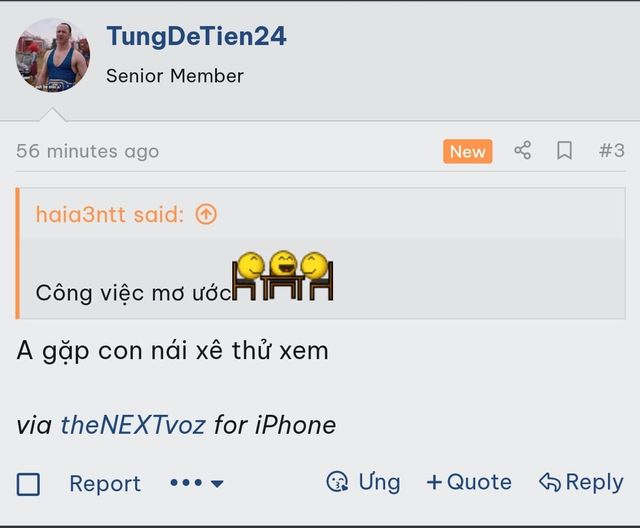 TungDeTien24
Senior Member
56 minutes ago New #3
haia3ntt said:
Công việc mơ ước
A gặp con nái xê thử xem
via theNEXTvoz for iPhone
Report ••• Ưng +Quote Reply